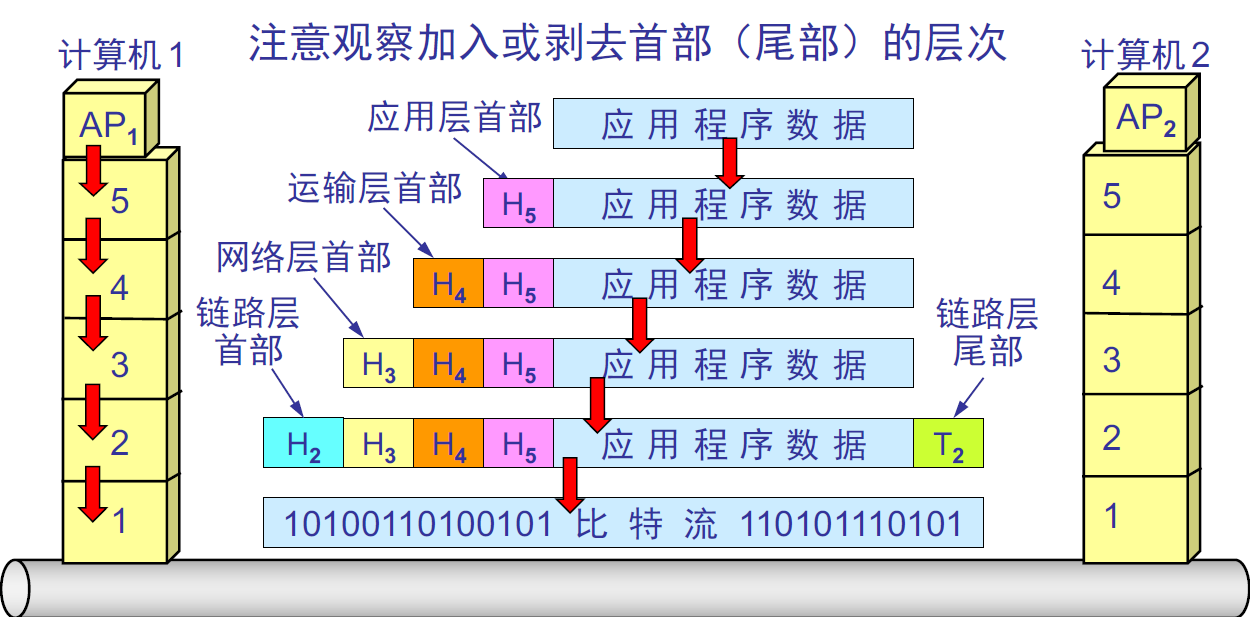 注意观察加入或剥去首部（尾部）的层次
计算机 1
计算机 2
AP1
5
4
3
2
1
应用层首部
应 用 程 序 数 据
运输层首部
H5 应 用 程 序 数 据
网络层首部
H4 H5 应 用 程 序 数 据
链路层
首部
H3 H4 H5 应 用 程 序 数 据
链路层
尾部
H2 H3 H4 H5 应 用 程 序 数 据 T2
10100110100101 比 特 流 110101110101
AP2
5
4
3
2
1